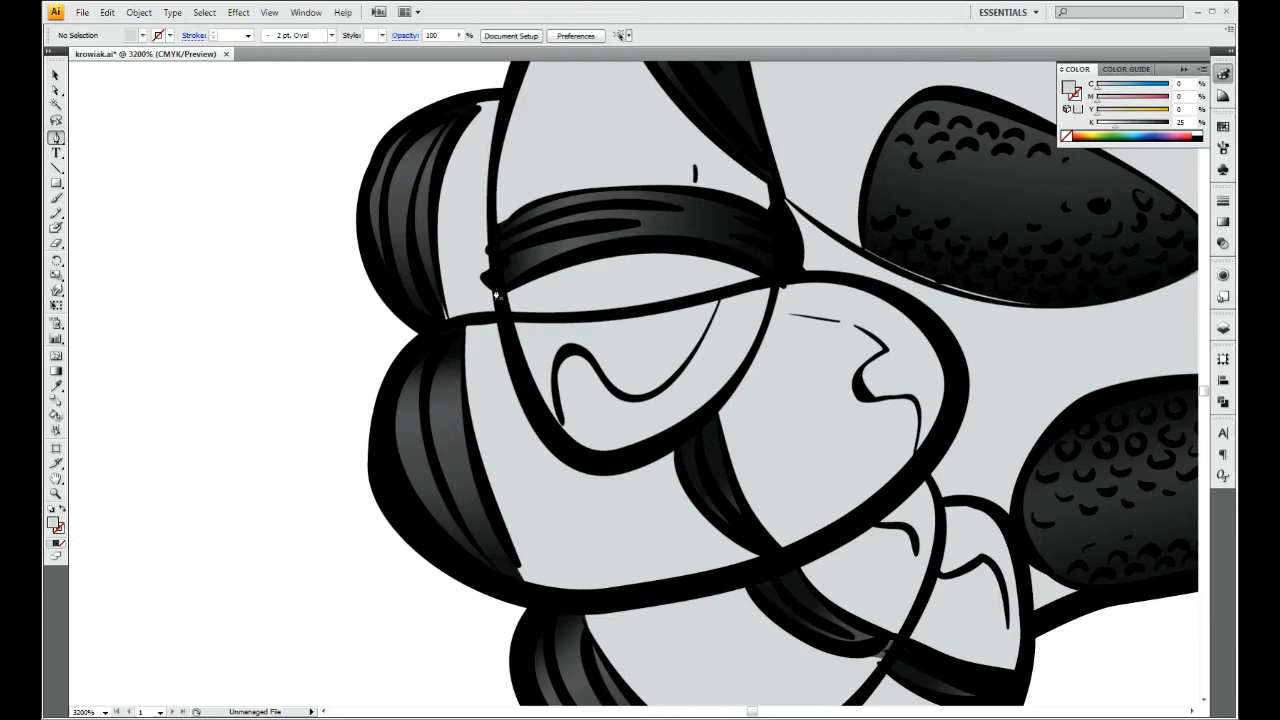 Ai File Edit Object Type Select Effect View Window Help Br ESSENTIALS
No Selection Stroke: 2 pt. Oval Style: Opacity: 100 % Document Setup Preferences
krowiak.ai* @ 3200% (CMYK/Preview) x
COLOR COLOR GUIDE
C 0 %
M 0 %
Y 0 %
K 25 %
3200% 1 Unmanaged File